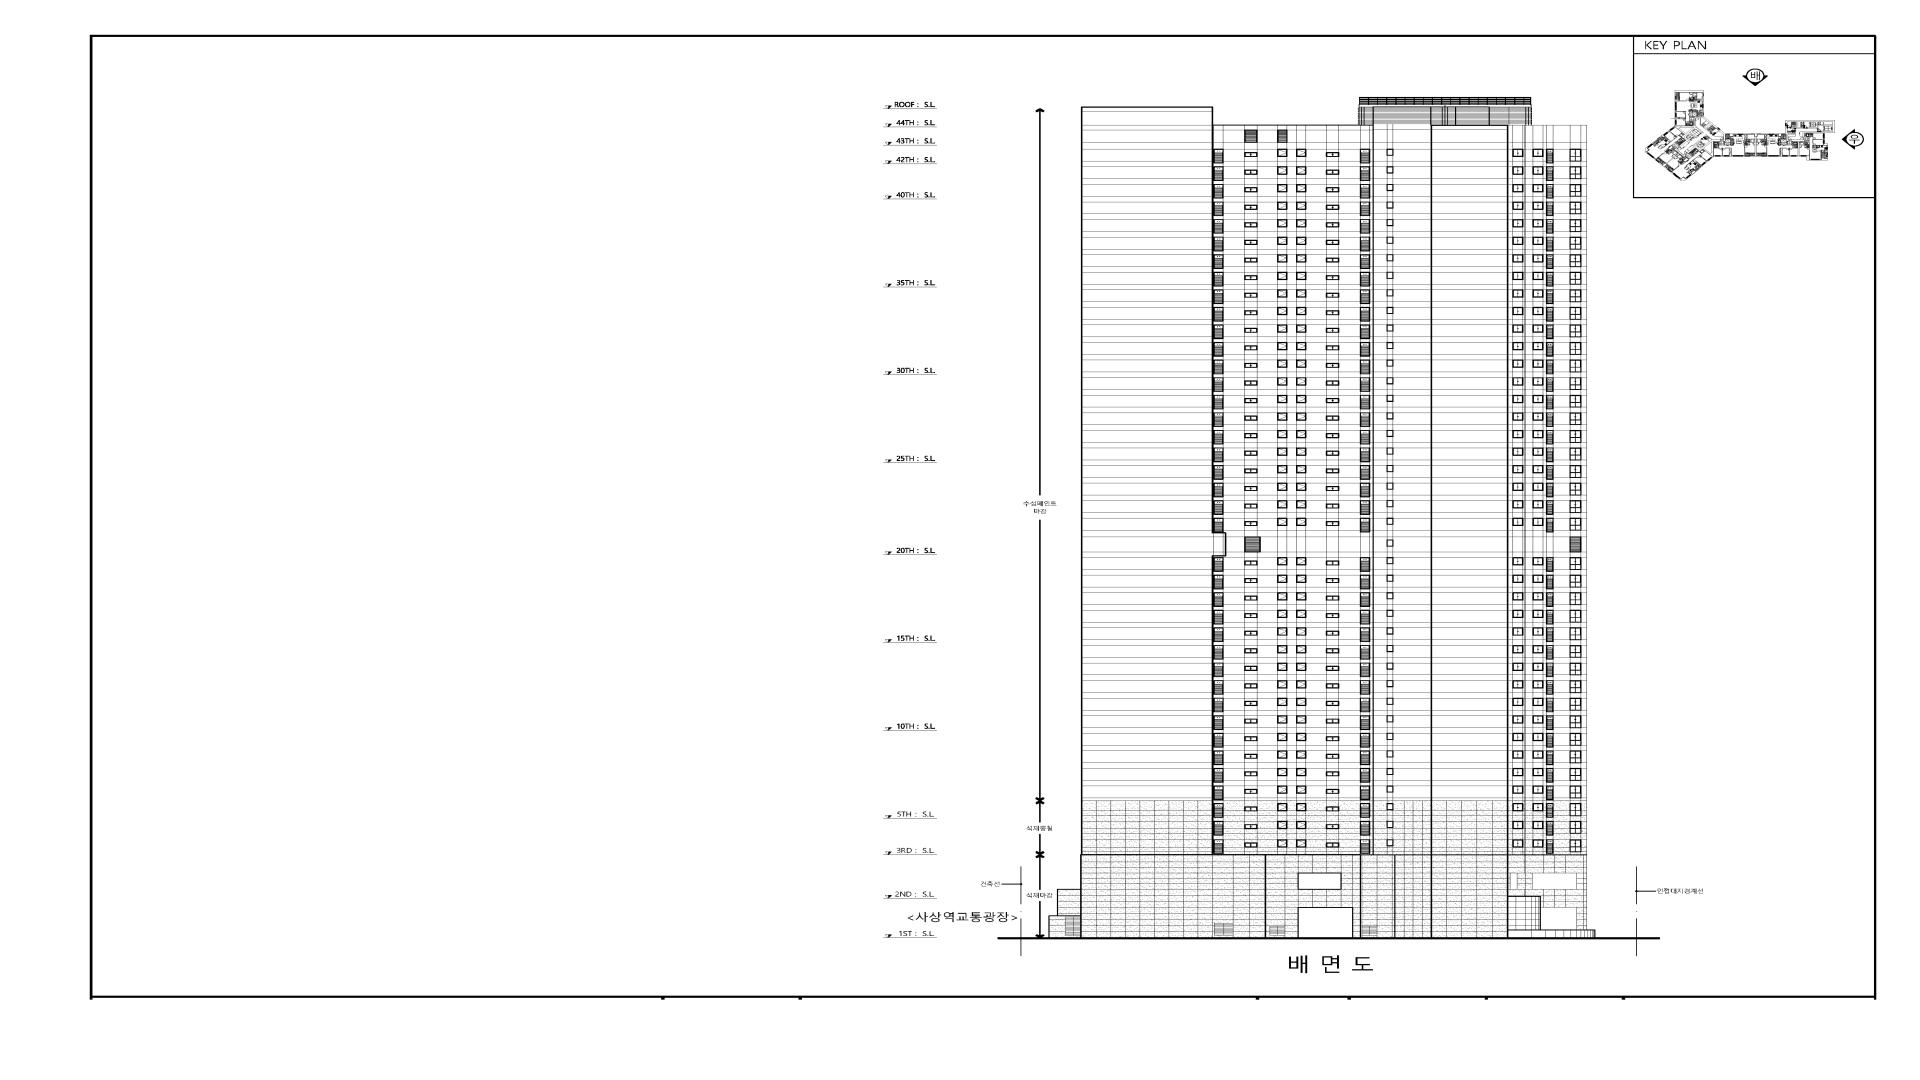 KEY PLAN
배
우
ROOF : S.L
44TH : S.L
43TH : S.L
42TH : S.L
40TH : S.L
35TH : S.L
30TH : S.L
25TH : S.L
수성페인트
마감
20TH : S.L
15TH : S.L
10TH : S.L
5TH : S.L
석재뿜칠
3RD : S.L
건축선
인접대지경계선
2ND : S.L
석재마감
<사상역교통광장>
1ST : S.L
배 면 도